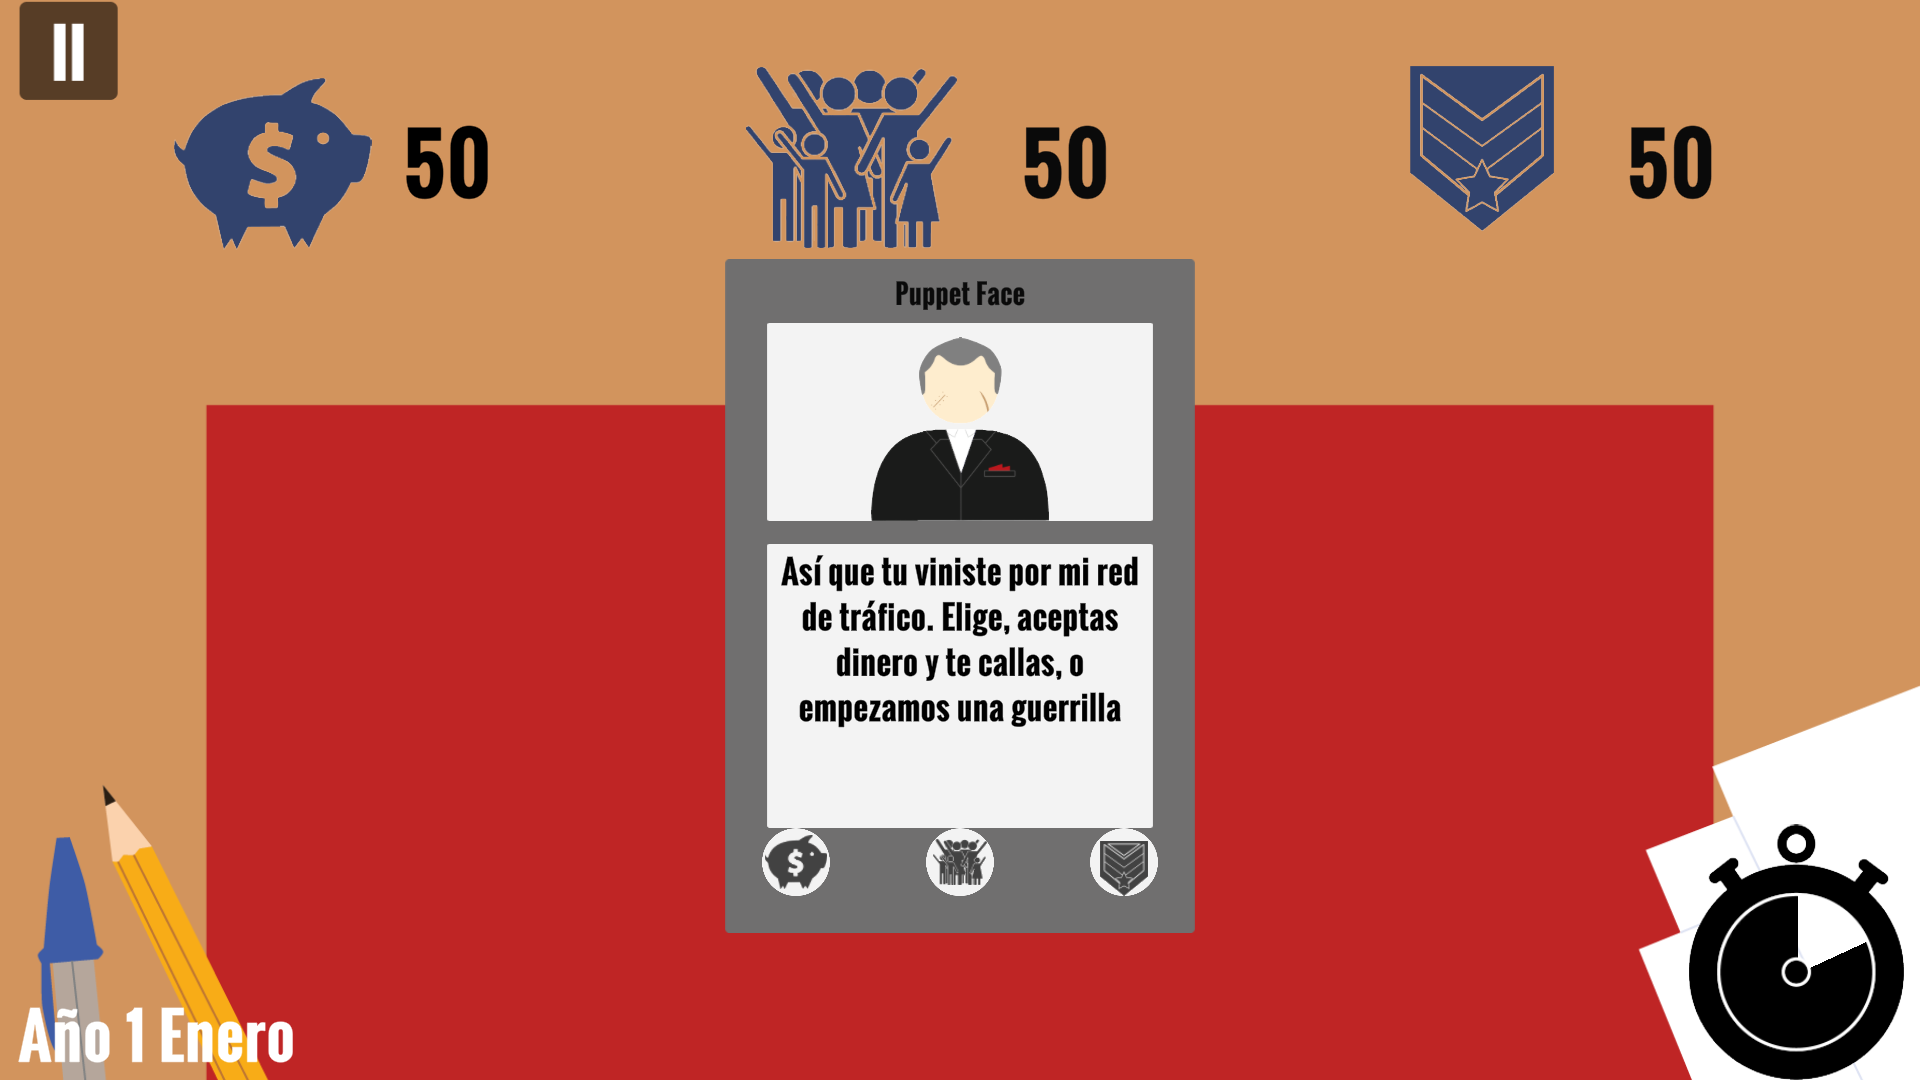 50
50
50
Puppet Face
Así que tu viniste por mi red
de tráfico. Elige, aceptas
dinero y te callas, o
empezamos una guerrilla
Año 1 Enero